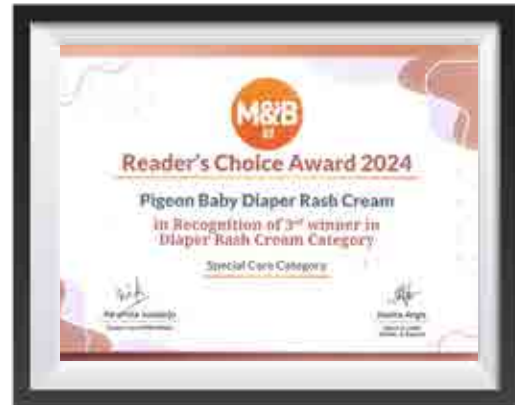 M&B
Reader's Choice Award 2024
Pigeon Baby Diaper Rash Cream
in Recognition of 3rd winner in
Diaper Rash Cream Category
Special Care Category